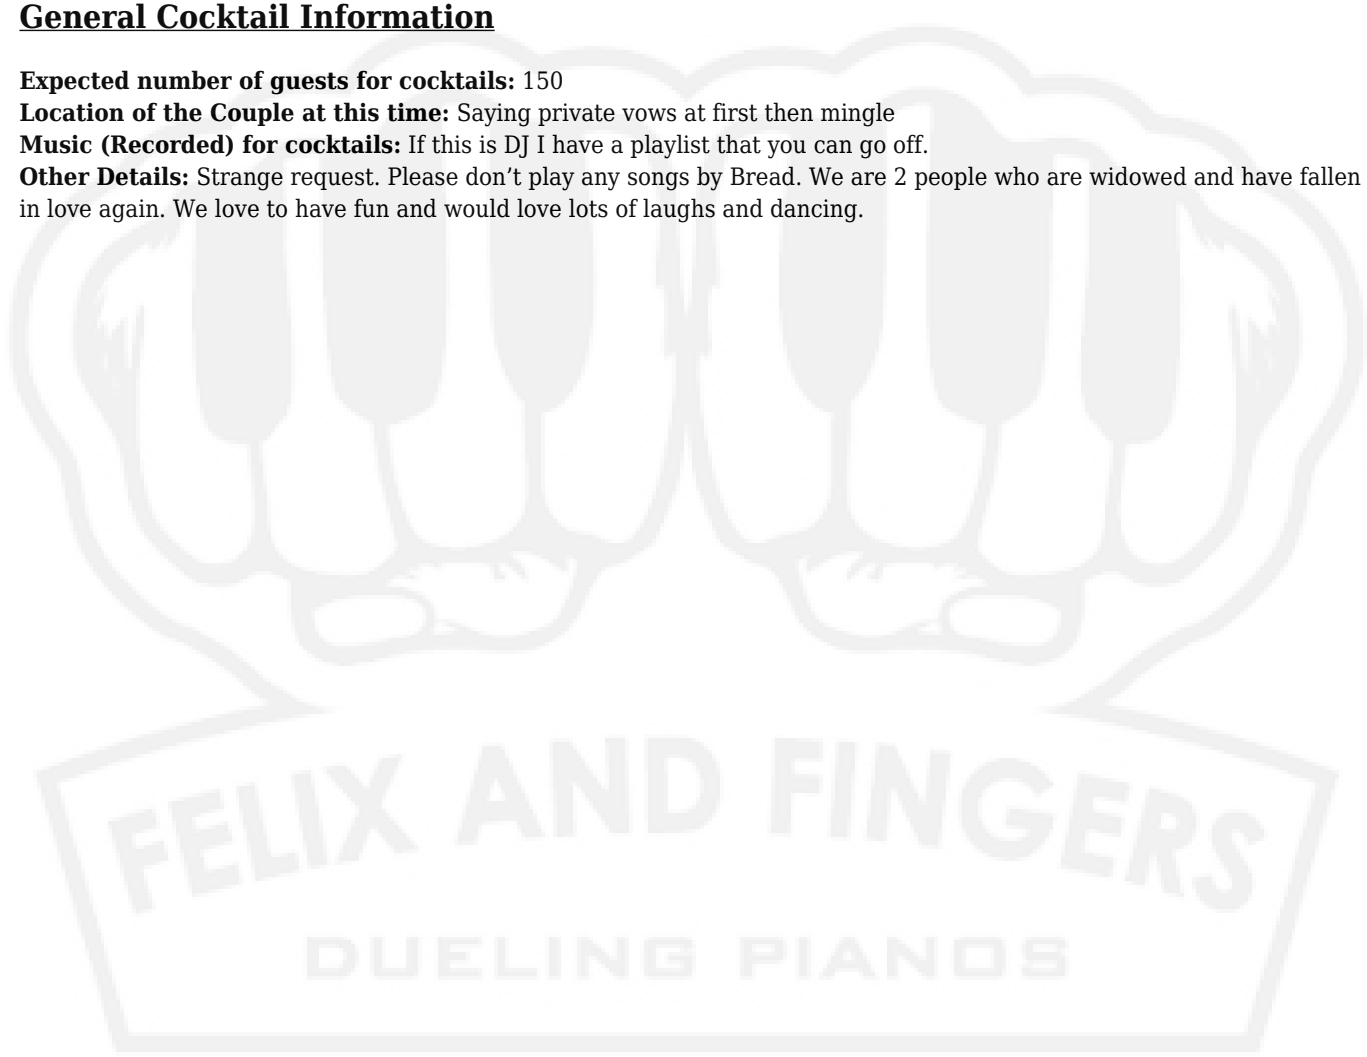 General Cocktail Information
Expected number of guests for cocktails: 150
Location of the Couple at this time: Saying private vows at first then mingle
Music (Recorded) for cocktails: If this is DJ I have a playlist that you can go off.
Other Details: Strange request. Please don’t play any songs by Bread. We are 2 people who are widowed and have fallen
in love again. We love to have fun and would love lots of laughs and dancing.
FELIX AND FINGERS
DUELING PIANOS